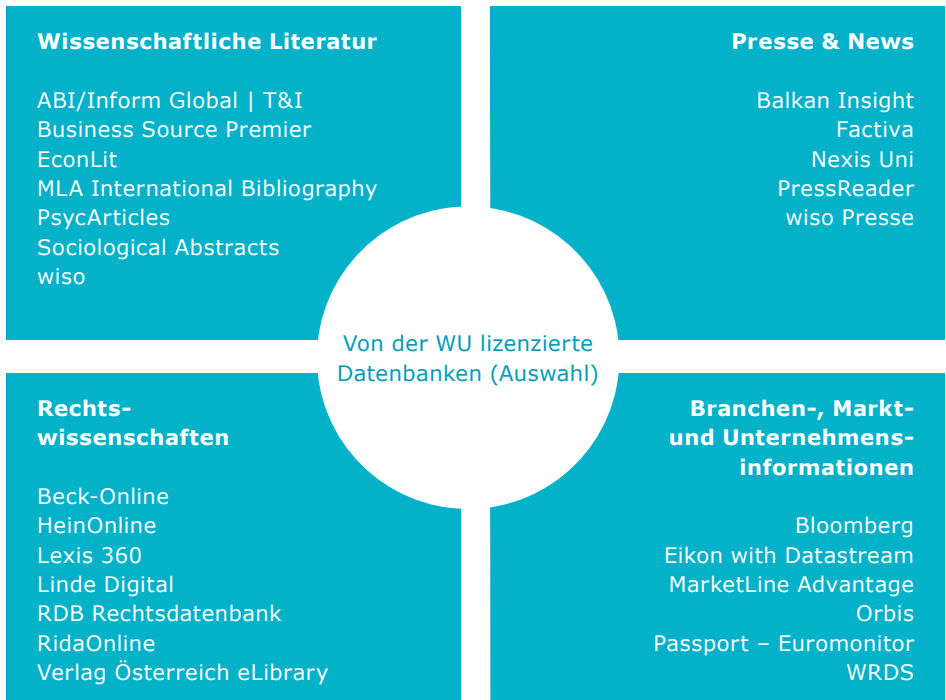 Wissenschaftliche Literatur
ABI/Inform Global | T&I
Business Source Premier
EconLit
MLA International Bibliography
PsycArticles
Sociological Abstracts
wiso
Presse & News
Balkan Insight
Factiva
Nexis Uni
PressReader
wiso Presse
Von der WU lizenzierte
Datenbanken (Auswahl)
Rechts-
wissenschaften
Beck-Online
HeinOnline
Lexis 360
Linde Digital
RDB Rechtsdatenbank
RidaOnline
Verlag Österreich eLibrary
Branchen-, Markt-
und Unternehmens-
informationen
Bloomberg
Eikon with Datastream
MarketLine Advantage
Orbis
Passport – Euromonitor
WRDS